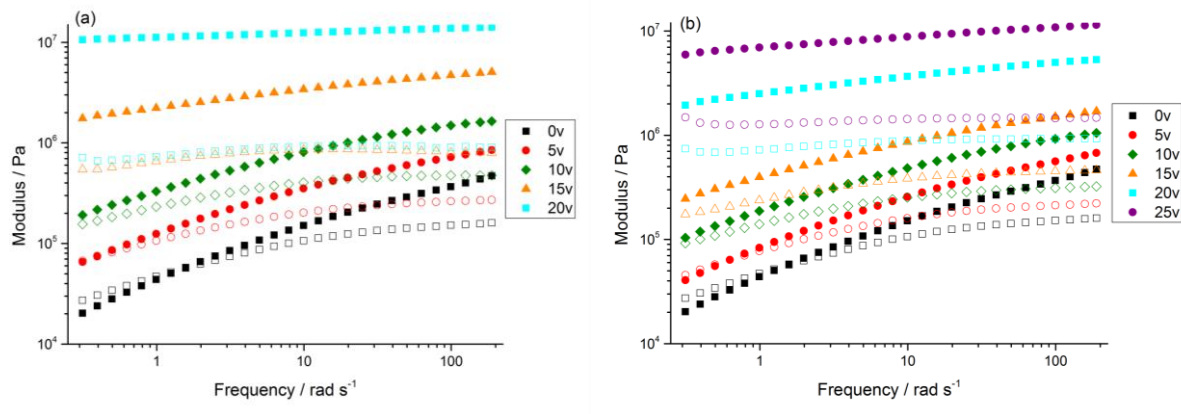 (a)
Modulus / Pa
10⁷
10⁶
10⁵
10⁴
1
10
100
Frequency / rad s⁻¹
0v
5v
10v
15v
20v
(b)
Modulus / Pa
10⁷
10⁶
10⁵
10⁴
1
10
100
Frequency / rad s⁻¹
0v
5v
10v
15v
20v
25v